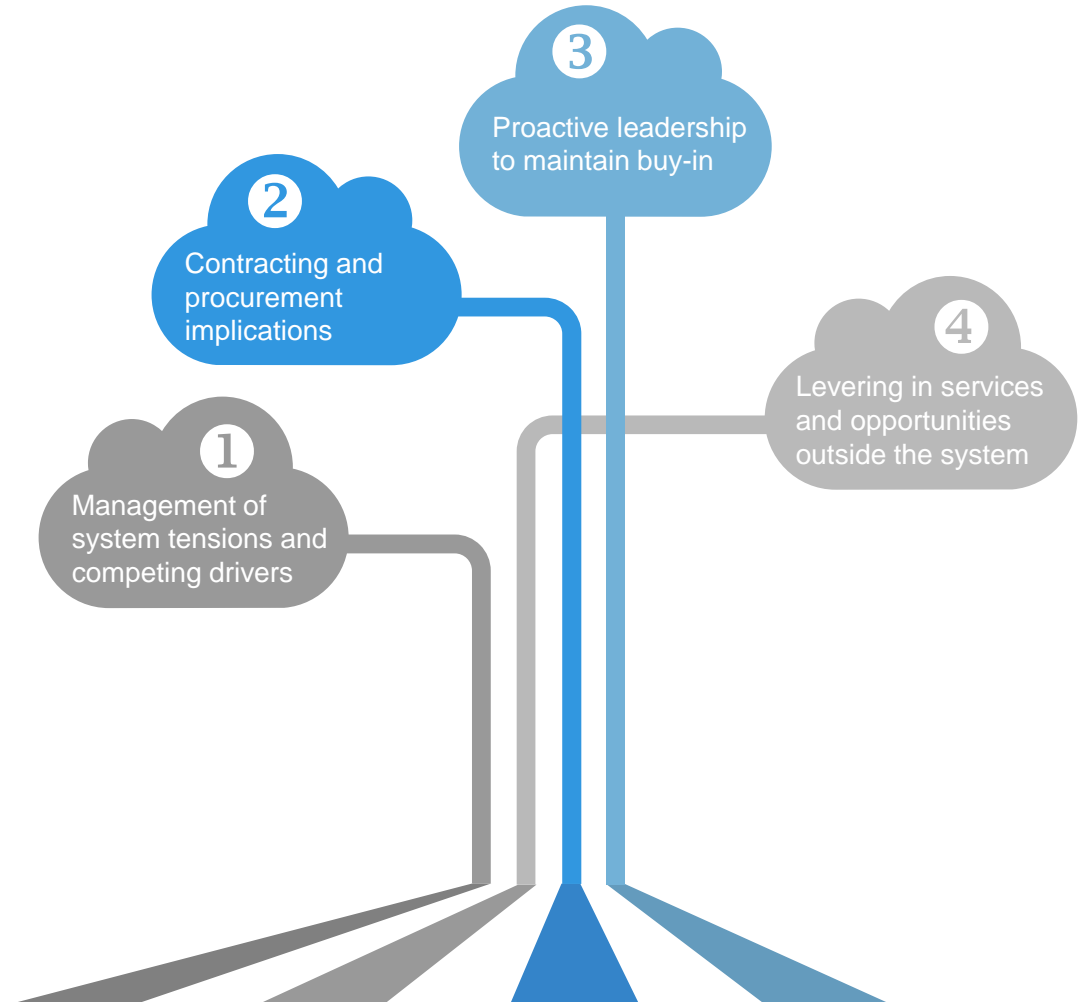 1
Management of
system tensions and
competing drivers
2
Contracting and
procurement
implications
3
Proactive leadership
to maintain buy-in
4
Levering in services
and opportunities
outside the system